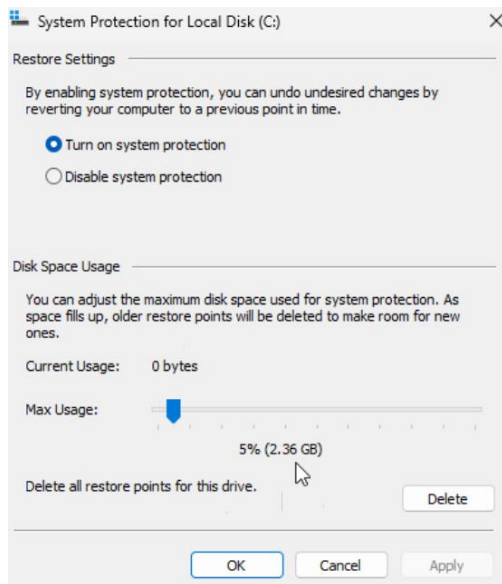 System Protection for Local Disk (C:)
Restore Settings
By enabling system protection, you can undo undesired changes by
reverting your computer to a previous point in time.
Turn on system protection
Disable system protection
Disk Space Usage
You can adjust the maximum disk space used for system protection. As
space fills up, older restore points will be deleted to make room for new
ones.
Current Usage: 0 bytes
Max Usage:
5% (2.36 GB)
Delete all restore points for this drive.
Delete
OK Cancel Apply